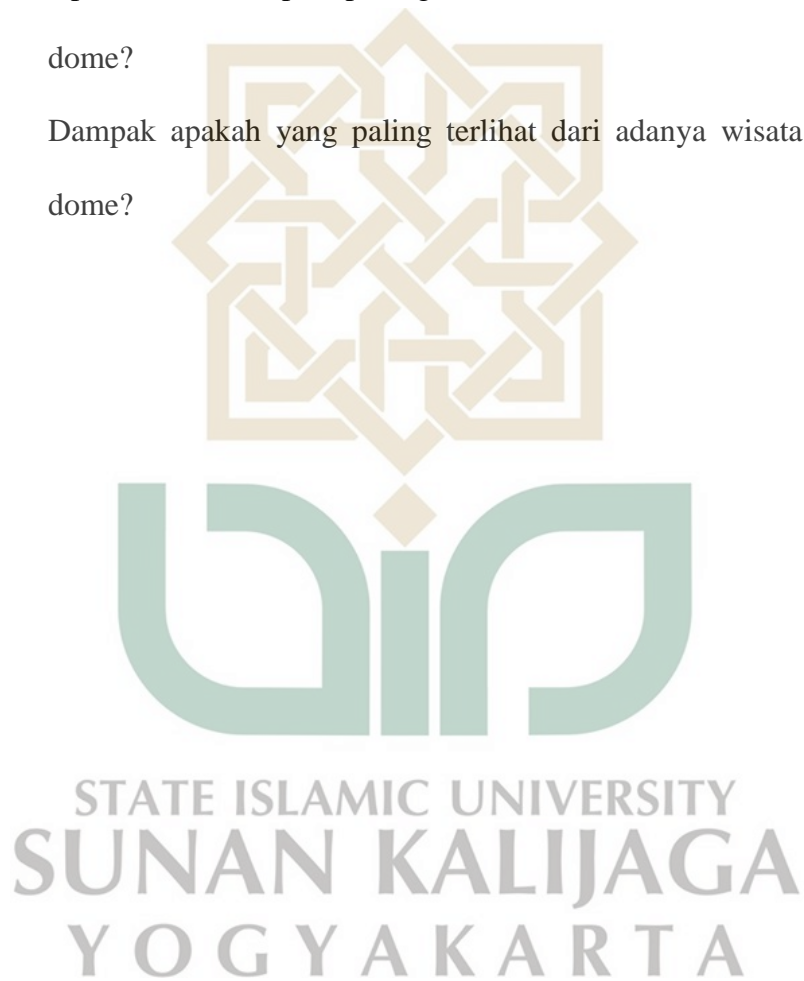 dome?
Dampak apakah yang paling terlihat dari adanya wisata
dome?
STATE ISLAMIC UNIVERSITY
SUNAN KALIJAGA
YOGYAKARTA